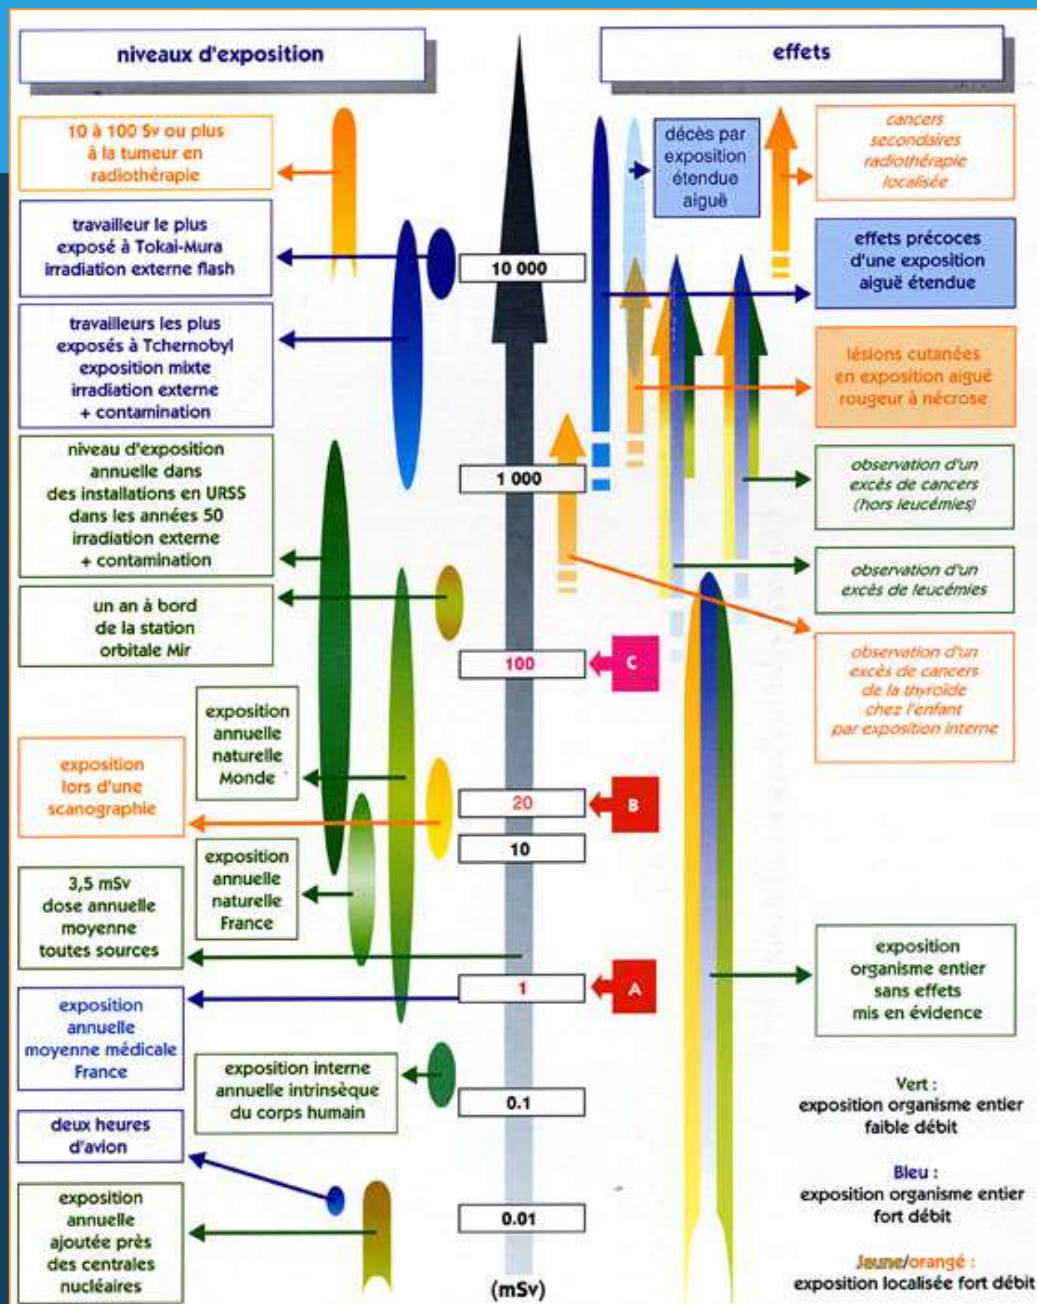 niveaux d'exposition
effets
10 à 100 Sv ou plus
à la tumeur en
radiothérapie
travailleur le plus
exposé à Tokai-Mura
irradiation externe flash
travailleurs les plus
exposés à Tchernobyl
exposition mixte
irradiation externe
+ contamination
niveau d'exposition
annuelle dans
des installations en URSS
dans les années 50
irradiation externe
+ contamination
un an à bord
de la station
orbitale Mir
exposition
annuelle
naturelle
Monde
exposition
lors d'une
scanographie
exposition
annuelle
naturelle
France
3,5 mSv
dose annuelle
moyenne
toutes sources
exposition
annuelle
moyenne médicale
France
exposition interne
annuelle intrinsèque
du corps humain
deux heures
d'avion
exposition
annuelle
ajoutée près
des centrales
nucléaires
10 000
1 000
100
C
20
B
10
1
A
0.1
0.01
(mSv)
décès par
exposition
étendue
aiguë
cancers
secondaires
radiothérapie
localisée
effets précoces
d'une exposition
aiguë étendue
lésions cutanées
en exposition aiguë
rougeur à nécrose
observation d'un
excès de cancers
(hors leucémies)
observation d'un
excès de leucémies
observation d'un
excès de cancers
de la thyroïde
chez l'enfant
par exposition interne
exposition
organisme entier
sans effets
mis en évidence
Vert :
exposition organisme entier
faible débit
Bleu :
exposition organisme entier
fort débit
Jaune/orangé :
exposition localisée fort débit